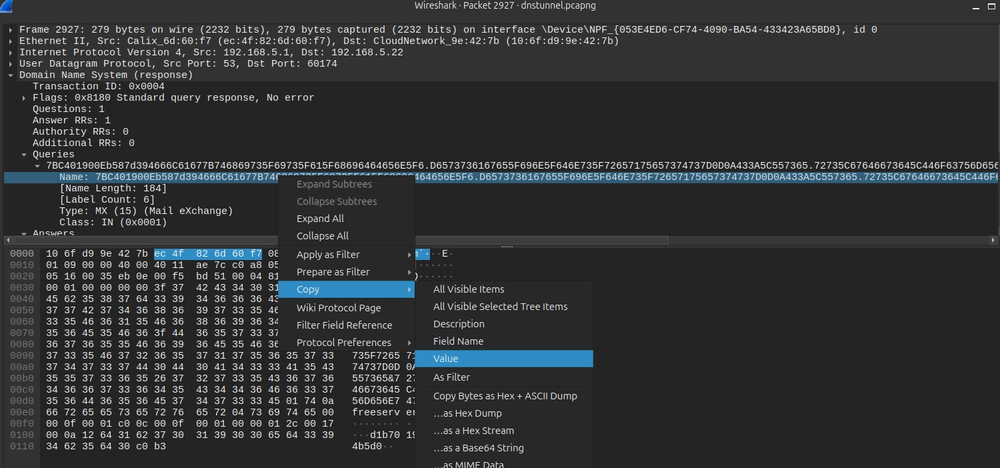 Wireshark · Packet 2927 · dnstunnel.pcapng
Frame 2927: 279 bytes on wire (2232 bits), 279 bytes captured (2232 bits) on interface \Device\NPF_{053E4ED6-CF74-4090-BA54-433423A65BD8}, id 0
Ethernet II, Src: Calix_6d:60:f7 (ec:4f:82:6d:60:f7), Dst: CloudNetwork_9e:42:7b (10:6f:d9:9e:42:7b)
Internet Protocol Version 4, Src: 192.168.5.1, Dst: 192.168.5.22
User Datagram Protocol, Src Port: 53, Dst Port: 60174
Domain Name System (response)
Transaction ID: 0x0004
Flags: 0x8180 Standard query response, No error
Questions: 1
Answer RRs: 1
Authority RRs: 0
Additional RRs: 0
Queries
7BC401900Eb587d394666C61677B746869735F69735F615F68696464656E5F6.D6573736167655F696E5F646E735F72657175657374737D0D0A433A5C557365.72735C67646673645C446F63756D656
Name: 7BC401900Eb587d394666C61677B74
464656E5F6.D6573736167655F696E5F646E735F72657175657374737D0D0A433A5C557365.72735C67646673645C446F6
[Name Length: 184]
[Label Count: 6]
Type: MX (15) (Mail eXchange)
Class: IN (0x0001)
Answers
Expand Subtrees
Collapse Subtrees
Expand All
Collapse All
Apply as Filter
Prepare as Filter
Copy
Wiki Protocol Page
Filter Field Reference
Protocol Preferences
All Visible Items
All Visible Selected Tree Items
Description
Field Name
Value
As Filter
Copy Bytes as Hex + ASCII Dump
…as Hex Dump
…as a Hex Stream
…as a Base64 String
…as MIME Data
0000 10 6f d9 9e 42 7b ec 4f 82 6d 60 f7 08 `···E·
0010 01 09 00 00 40 00 40 11 ae 7c c0 a8 05 ······
0020 05 16 00 35 eb 0e 00 f5 bd 51 00 04 81 ······
0030 00 01 00 00 00 00 3f 37 42 43 34 30 31
0040 45 62 35 38 37 64 33 39 34 36 36 36 43
0050 37 37 42 37 34 36 38 36 39 37 33 35 46
0060 33 35 46 36 31 35 46 36 38 36 39 36 34
0070 35 36 45 35 46 36 3f 44 36 35 37 33 37
0080 36 37 36 35 35 46 36 39 36 45 35 46 36
0090 37 33 35 46 37 32 36 35 37 31 37 35 36 35 37 33 735F7265 71
00a0 37 34 37 33 37 44 30 44 30 41 34 33 33 41 35 43 74737D0D 0A
00b0 35 35 37 33 36 35 26 37 32 37 33 35 43 36 37 36 557365&7 27
00c0 34 36 36 37 33 36 34 35 43 34 34 36 46 36 33 37 46673645 C4
00d0 35 36 44 36 35 36 45 37 34 37 33 33 45 01 74 0a 56D656E7 47
00e0 66 72 65 65 73 65 72 76 65 72 04 73 69 74 65 00 freeserv er
00f0 00 0f 00 01 c0 0c 00 0f 00 01 00 00 01 2c 00 17 ········
0100 00 0a 12 64 31 62 37 30 31 39 30 30 65 64 33 39 ···d1b70 19
0110 34 62 35 64 30 c0 b3 4b5d0··